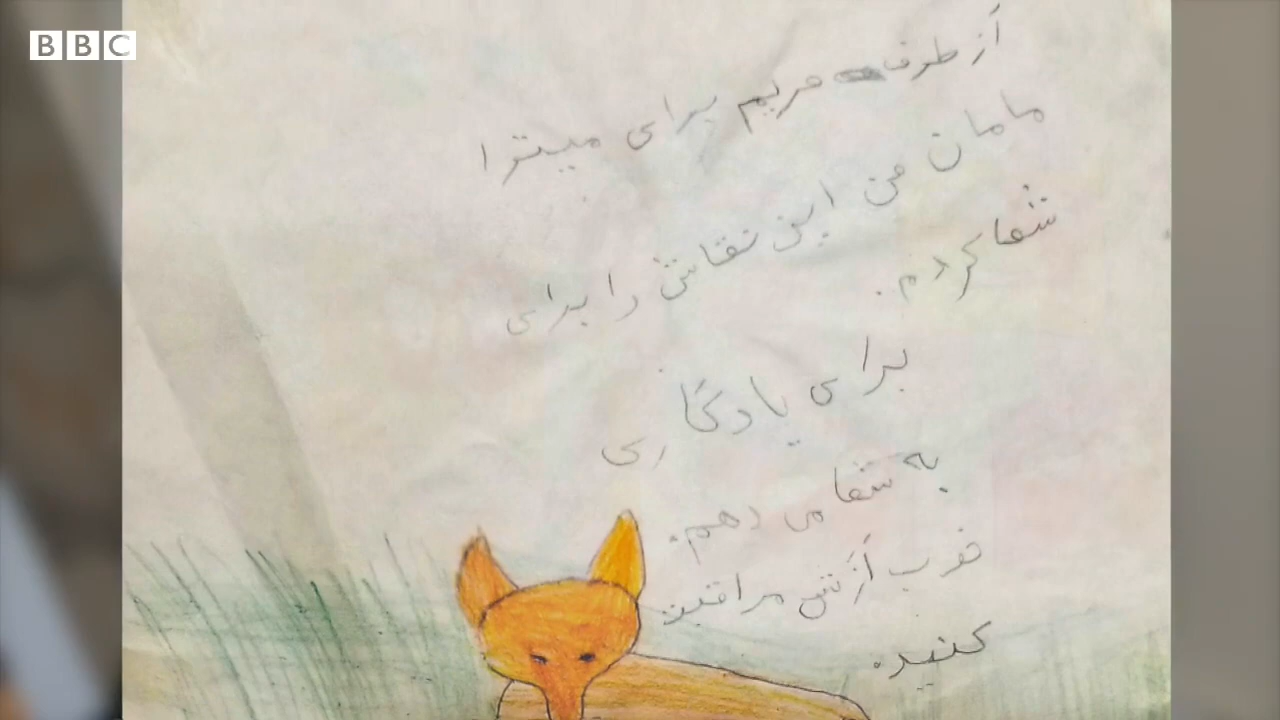 BBC
از طرف مریم برای میترا
مامان من این نقاش را برای
شما کردم.
برای یادگاری
به شما می دهم.
خوب ازش مراقبت
کنید.